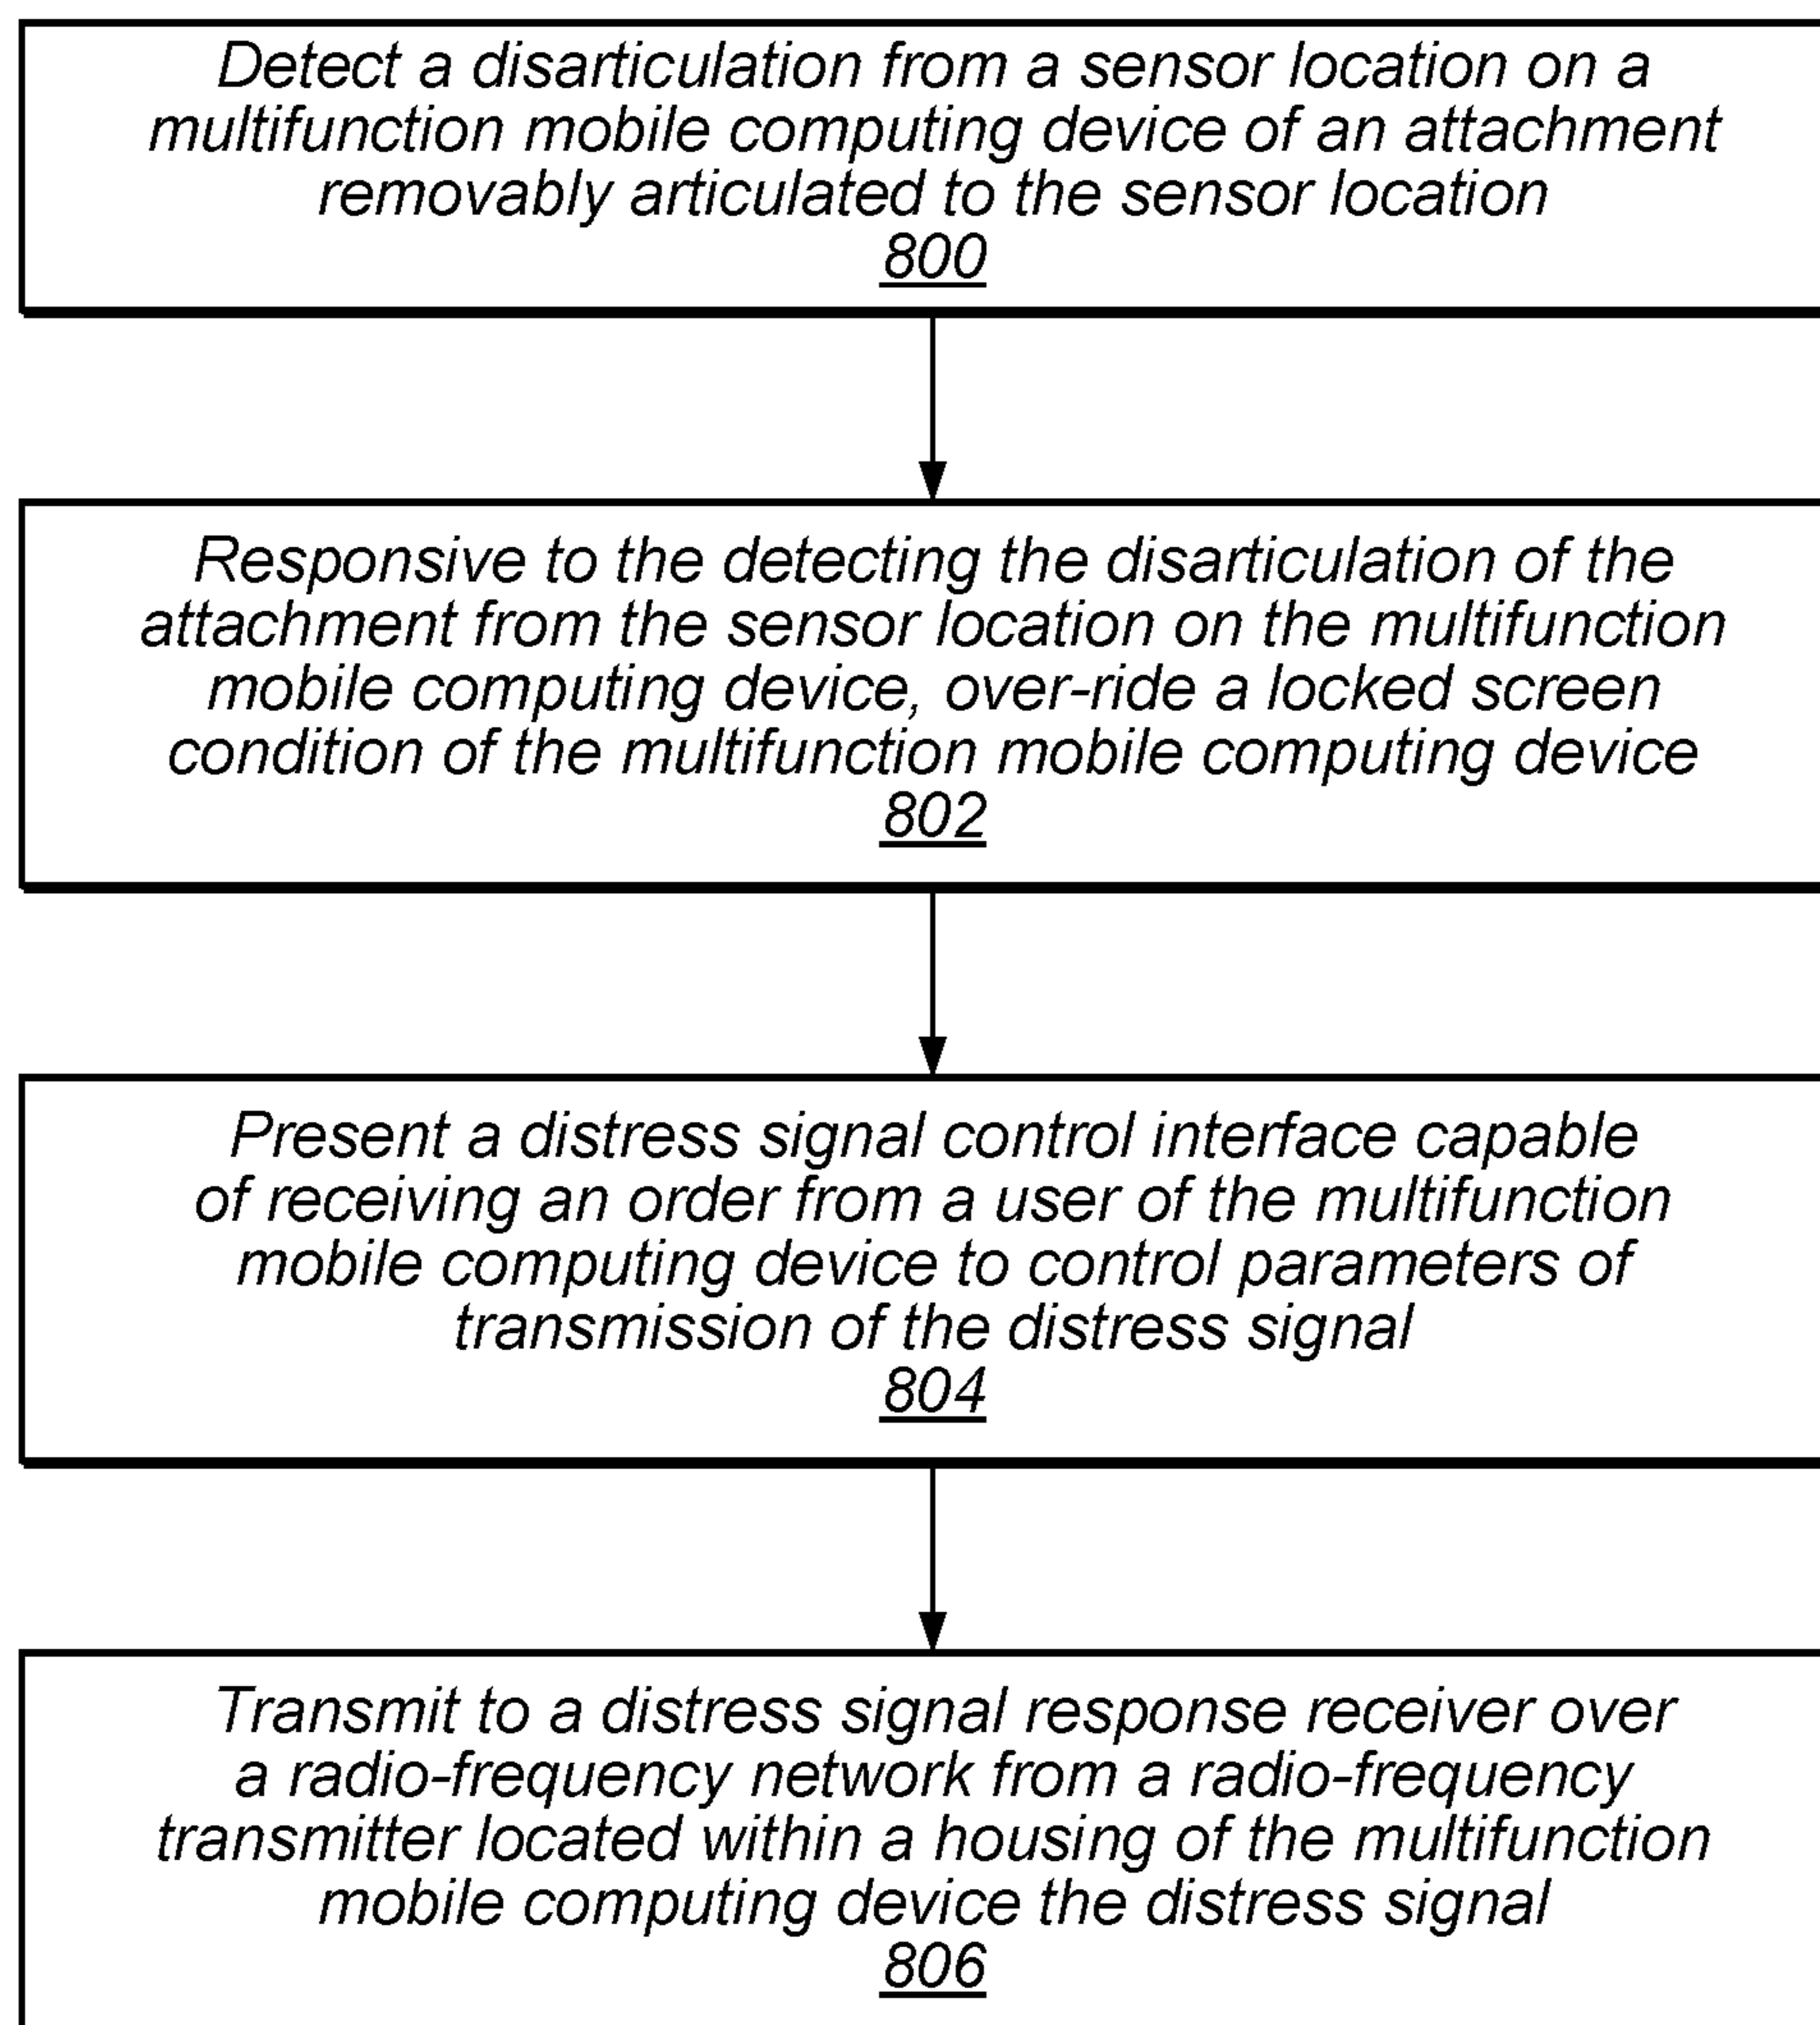 Detect a disarticulation from a sensor location on a
multifunction mobile computing device of an attachment
removably articulated to the sensor location
800
Responsive to the detecting the disarticulation of the
attachment from the sensor location on the multifunction
mobile computing device, over-ride a locked screen
condition of the multifunction mobile computing device
802
Present a distress signal control interface capable
of receiving an order from a user of the multifunction
mobile computing device to control parameters of
transmission of the distress signal
804
Transmit to a distress signal response receiver over
a radio-frequency network from a radio-frequency
transmitter located within a housing of the multifunction
mobile computing device the distress signal
806